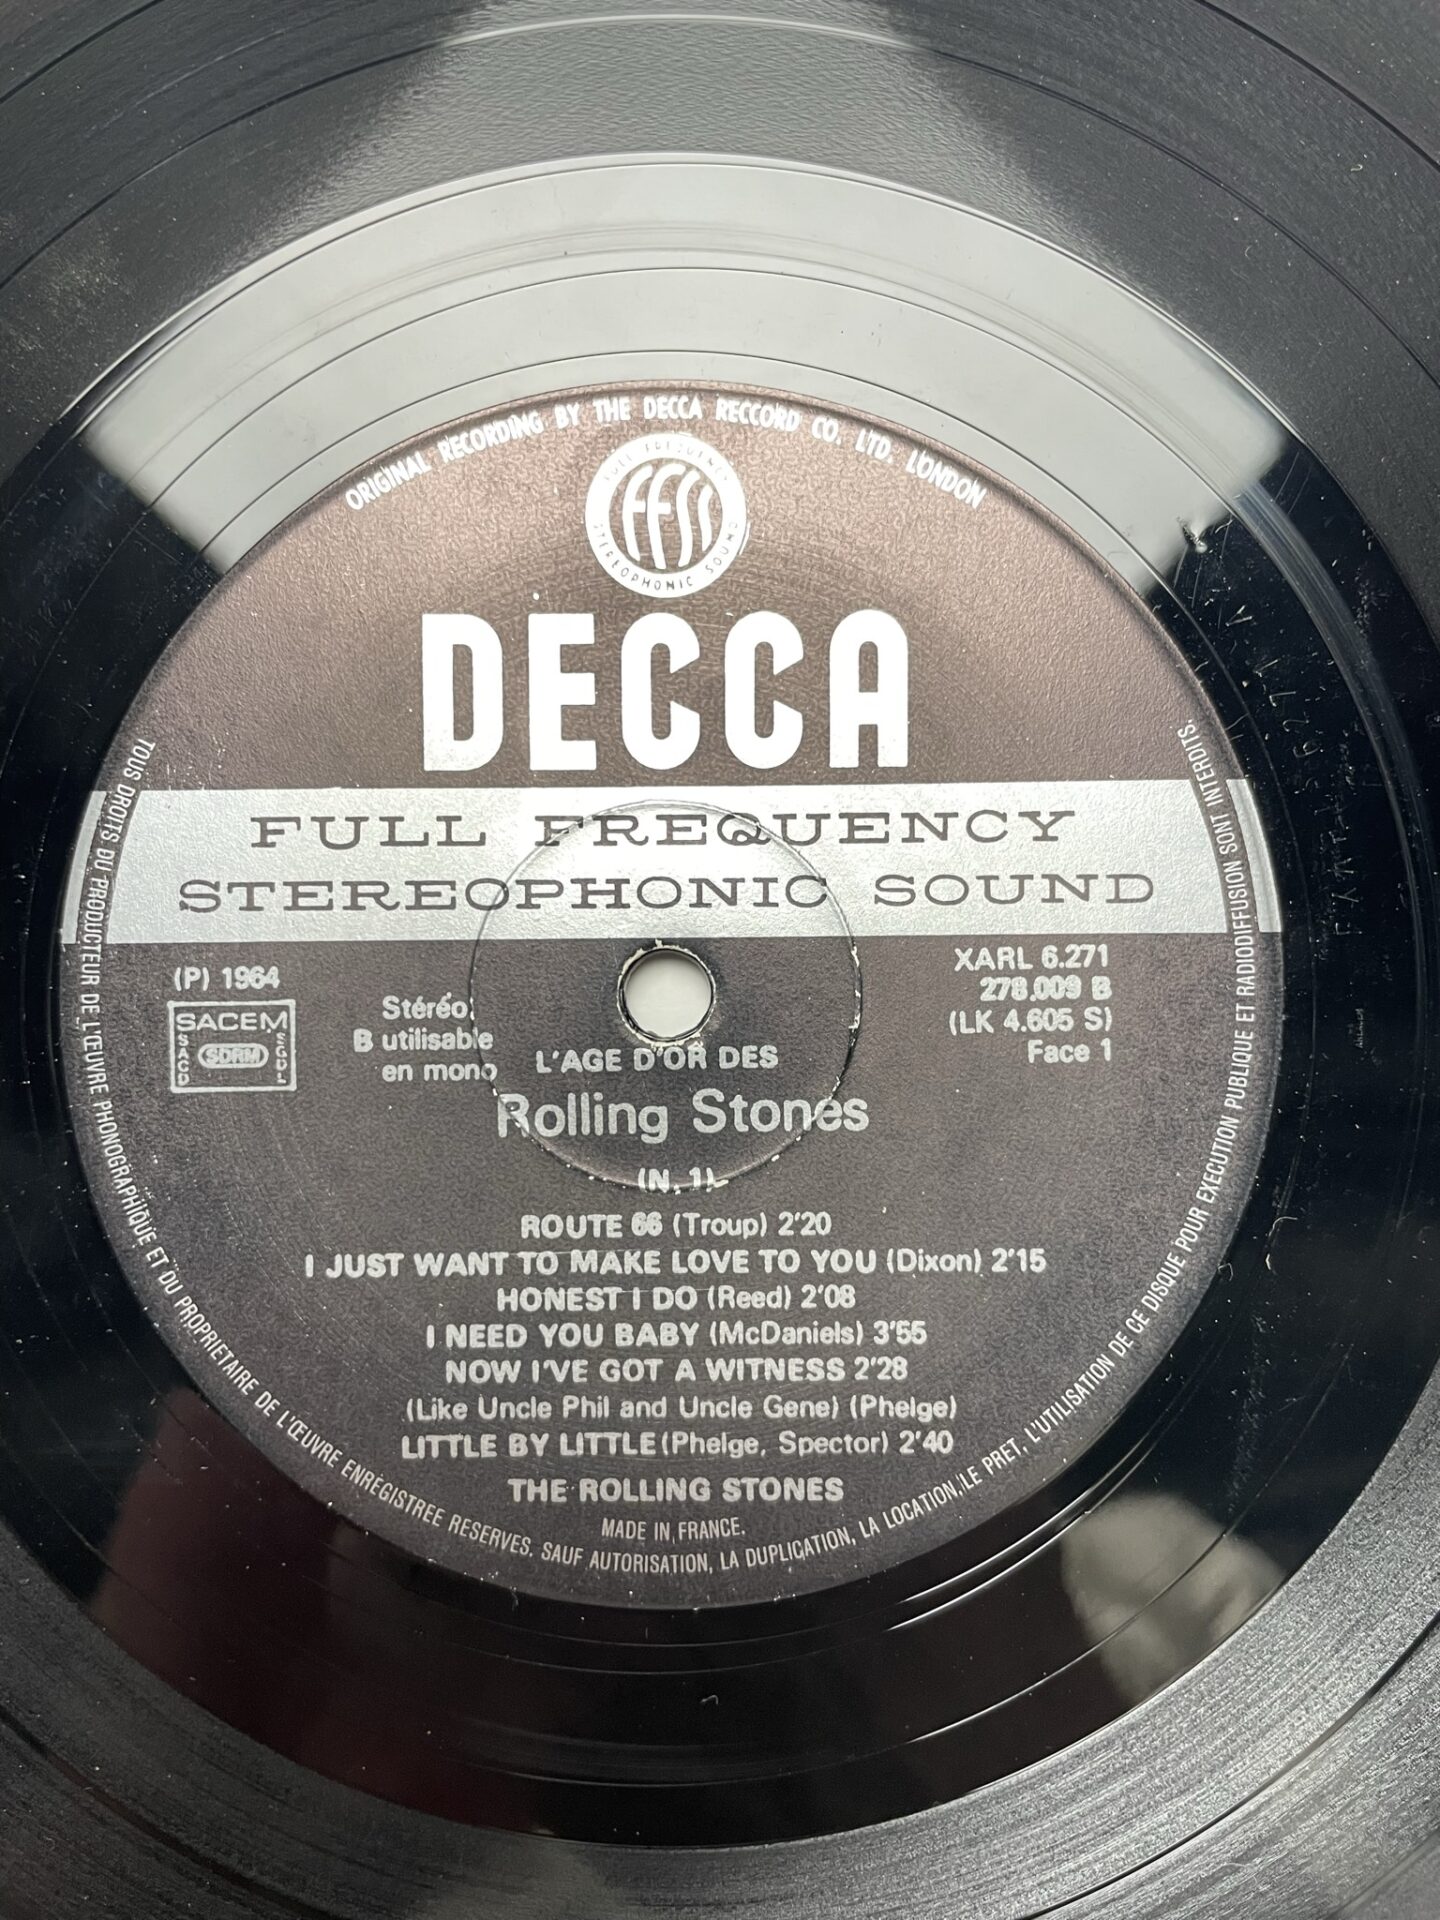 ORIGINAL RECORDING BY THE DECCA RECCORD CO. LTD. LONDON
FULL FREQUENCY
FFSS
STEREOPHONIC SOUND
DECCA
FULL FREQUENCY
STEREOPHONIC SOUND
(P) 1964
SACEM
SACD
SDRM
SGDL
Stéréo
B utilisable
en mono
XARL 6.271
278.009 B
(LK 4.605 S)
Face 1
L'AGE D'OR DES
Rolling Stones
(N. 1)
ROUTE 66 (Troup) 2'20
I JUST WANT TO MAKE LOVE TO YOU (Dixon) 2'15
HONEST I DO (Reed) 2'08
I NEED YOU BABY (McDaniels) 3'55
NOW I'VE GOT A WITNESS 2'28
(Like Uncle Phil and Uncle Gene) (Phelge)
LITTLE BY LITTLE (Phelge, Spector) 2'40
THE ROLLING STONES
MADE IN FRANCE.
TOUS DROITS DU PRODUCTEUR DE L'ŒUVRE PHONOGRAPHIQUE ET DU PROPRIETAIRE DE L'ŒUVRE ENREGISTREE RESERVES. SAUF AUTORISATION, LA DUPLICATION, LA LOCATION, LE PRET, L'UTILISATION DE CE DISQUE POUR EXECUTION PUBLIQUE ET RADIODIFFUSION SONT INTERDITS.